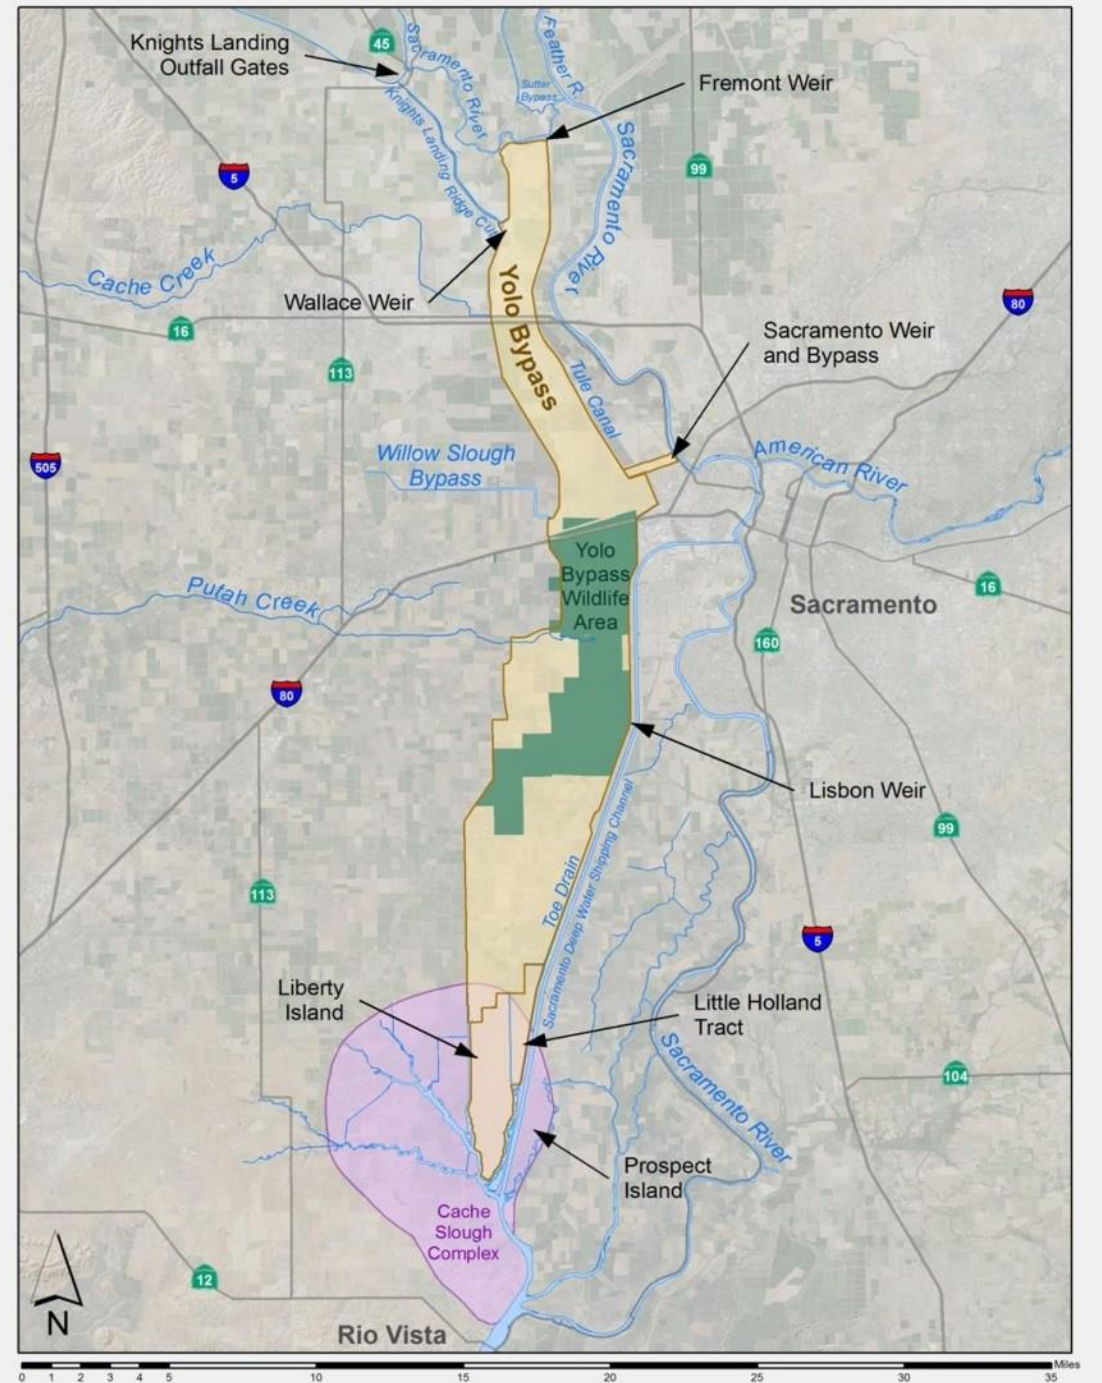 Knights Landing
Outfall Gates
45
Sacramento River
Sutter
Bypass
Feather R.
Fremont Weir
Knights Landing Ridge Cut
Sacramento River
99
5
Cache Creek
Wallace Weir
Yolo Bypass
80
16
Sacramento Weir
and Bypass
113
Tule Canal
505
Willow Slough
Bypass
American River
Yolo
Bypass
Wildlife
Area
Putah Creek
16
Sacramento
160
80
Lisbon Weir
99
Toe Drain
Sacramento Deep Water Shipping Channel
113
5
Liberty
Island
Little Holland
Tract
Sacramento River
104
Prospect
Island
Cache
Slough
Complex
12
N
Rio Vista
0 1 2 3 4 5 10 15 20 25 30 35 Miles